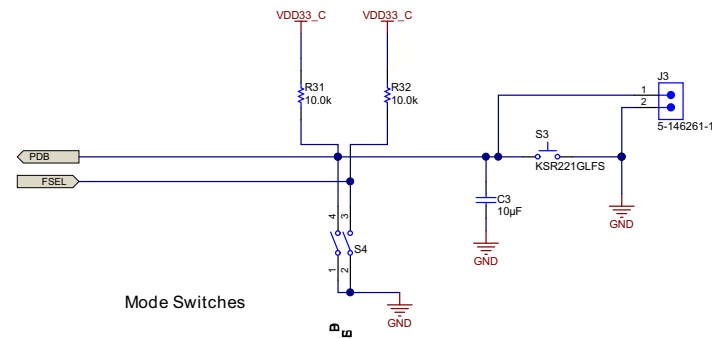 VDD33_C
VDD33_C
R31
10.0k
R32
10.0k
J3
1
2
5-146261-1
S3
KSR221GLFS
PDB
FSEL
C3
10µF
GND
GND
4
3
S4
1
2
Mode Switches
GND